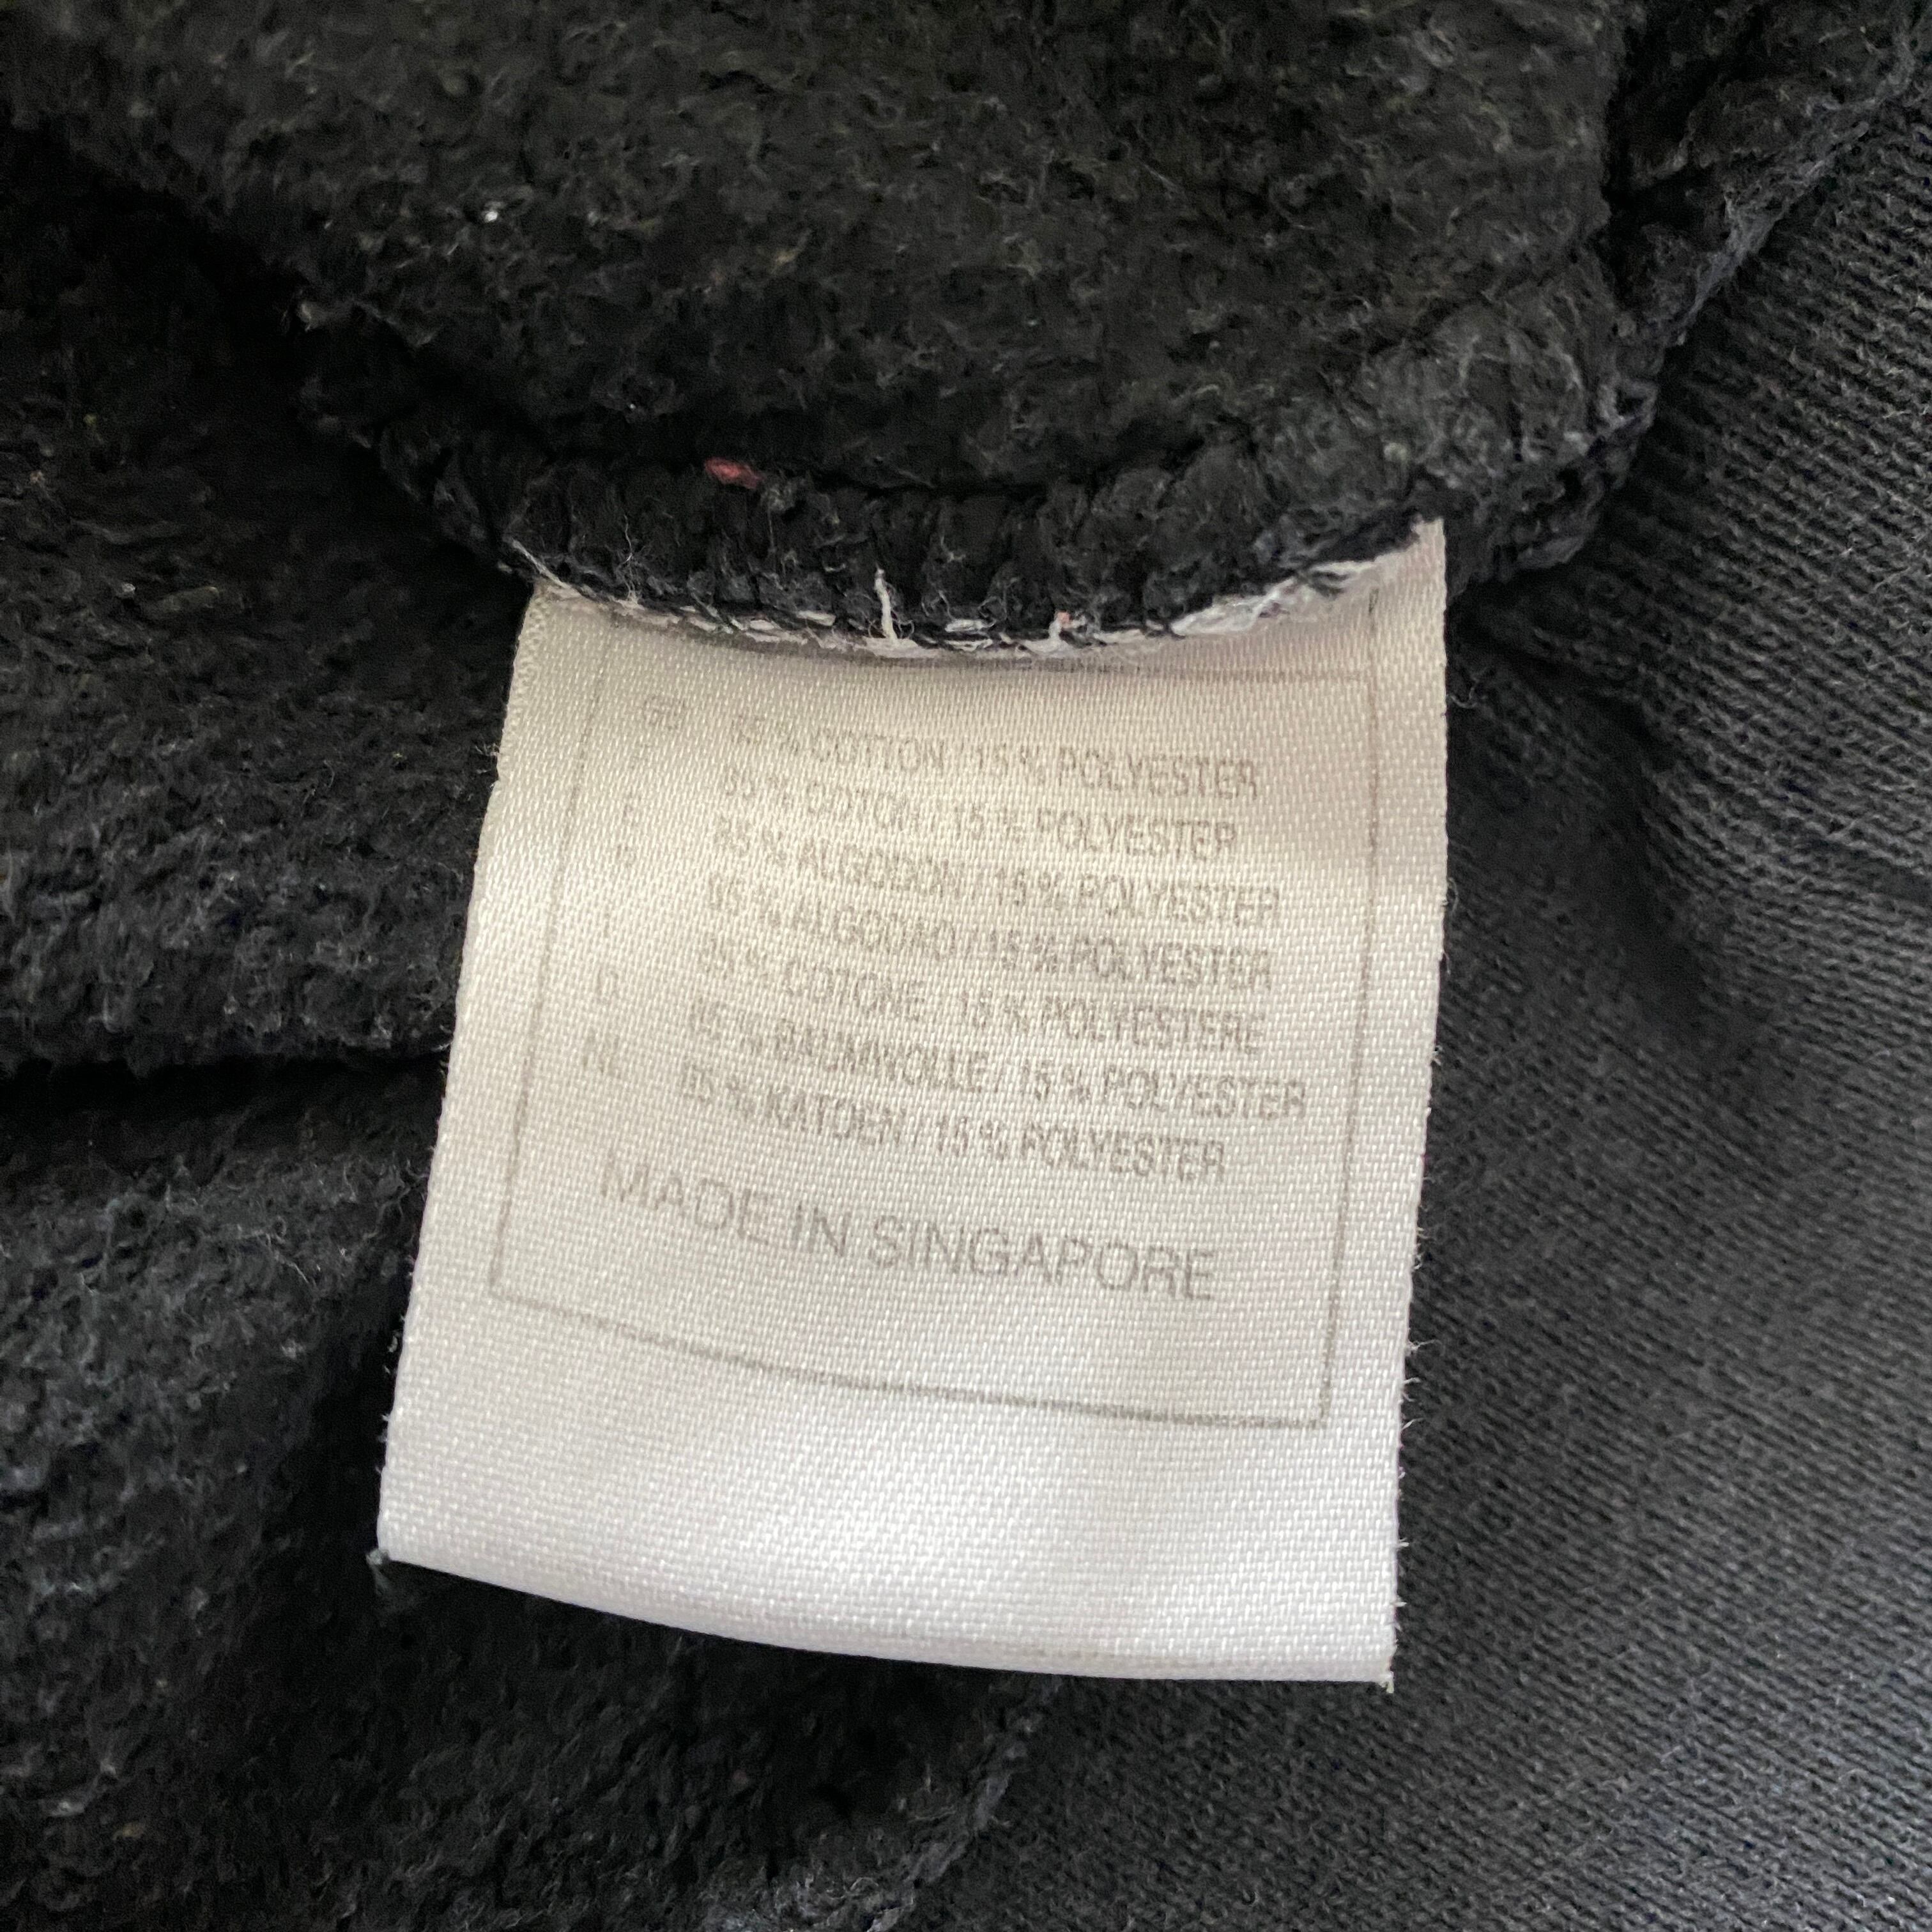 GB 85 % COTTON / 15 % POLYESTER
F 85 % COTON / 15 % POLYESTER
E 85 % ALGODON / 15 % POLYESTER
P 85 % ALGODAO / 15 % POLYESTER
I 85 % COTONE / 15 % POLYESTERE
D 85 % BAUMWOLLE / 15 % POLYESTER
NL 85 % KATOEN / 15 % POLYESTER
MADE IN SINGAPORE